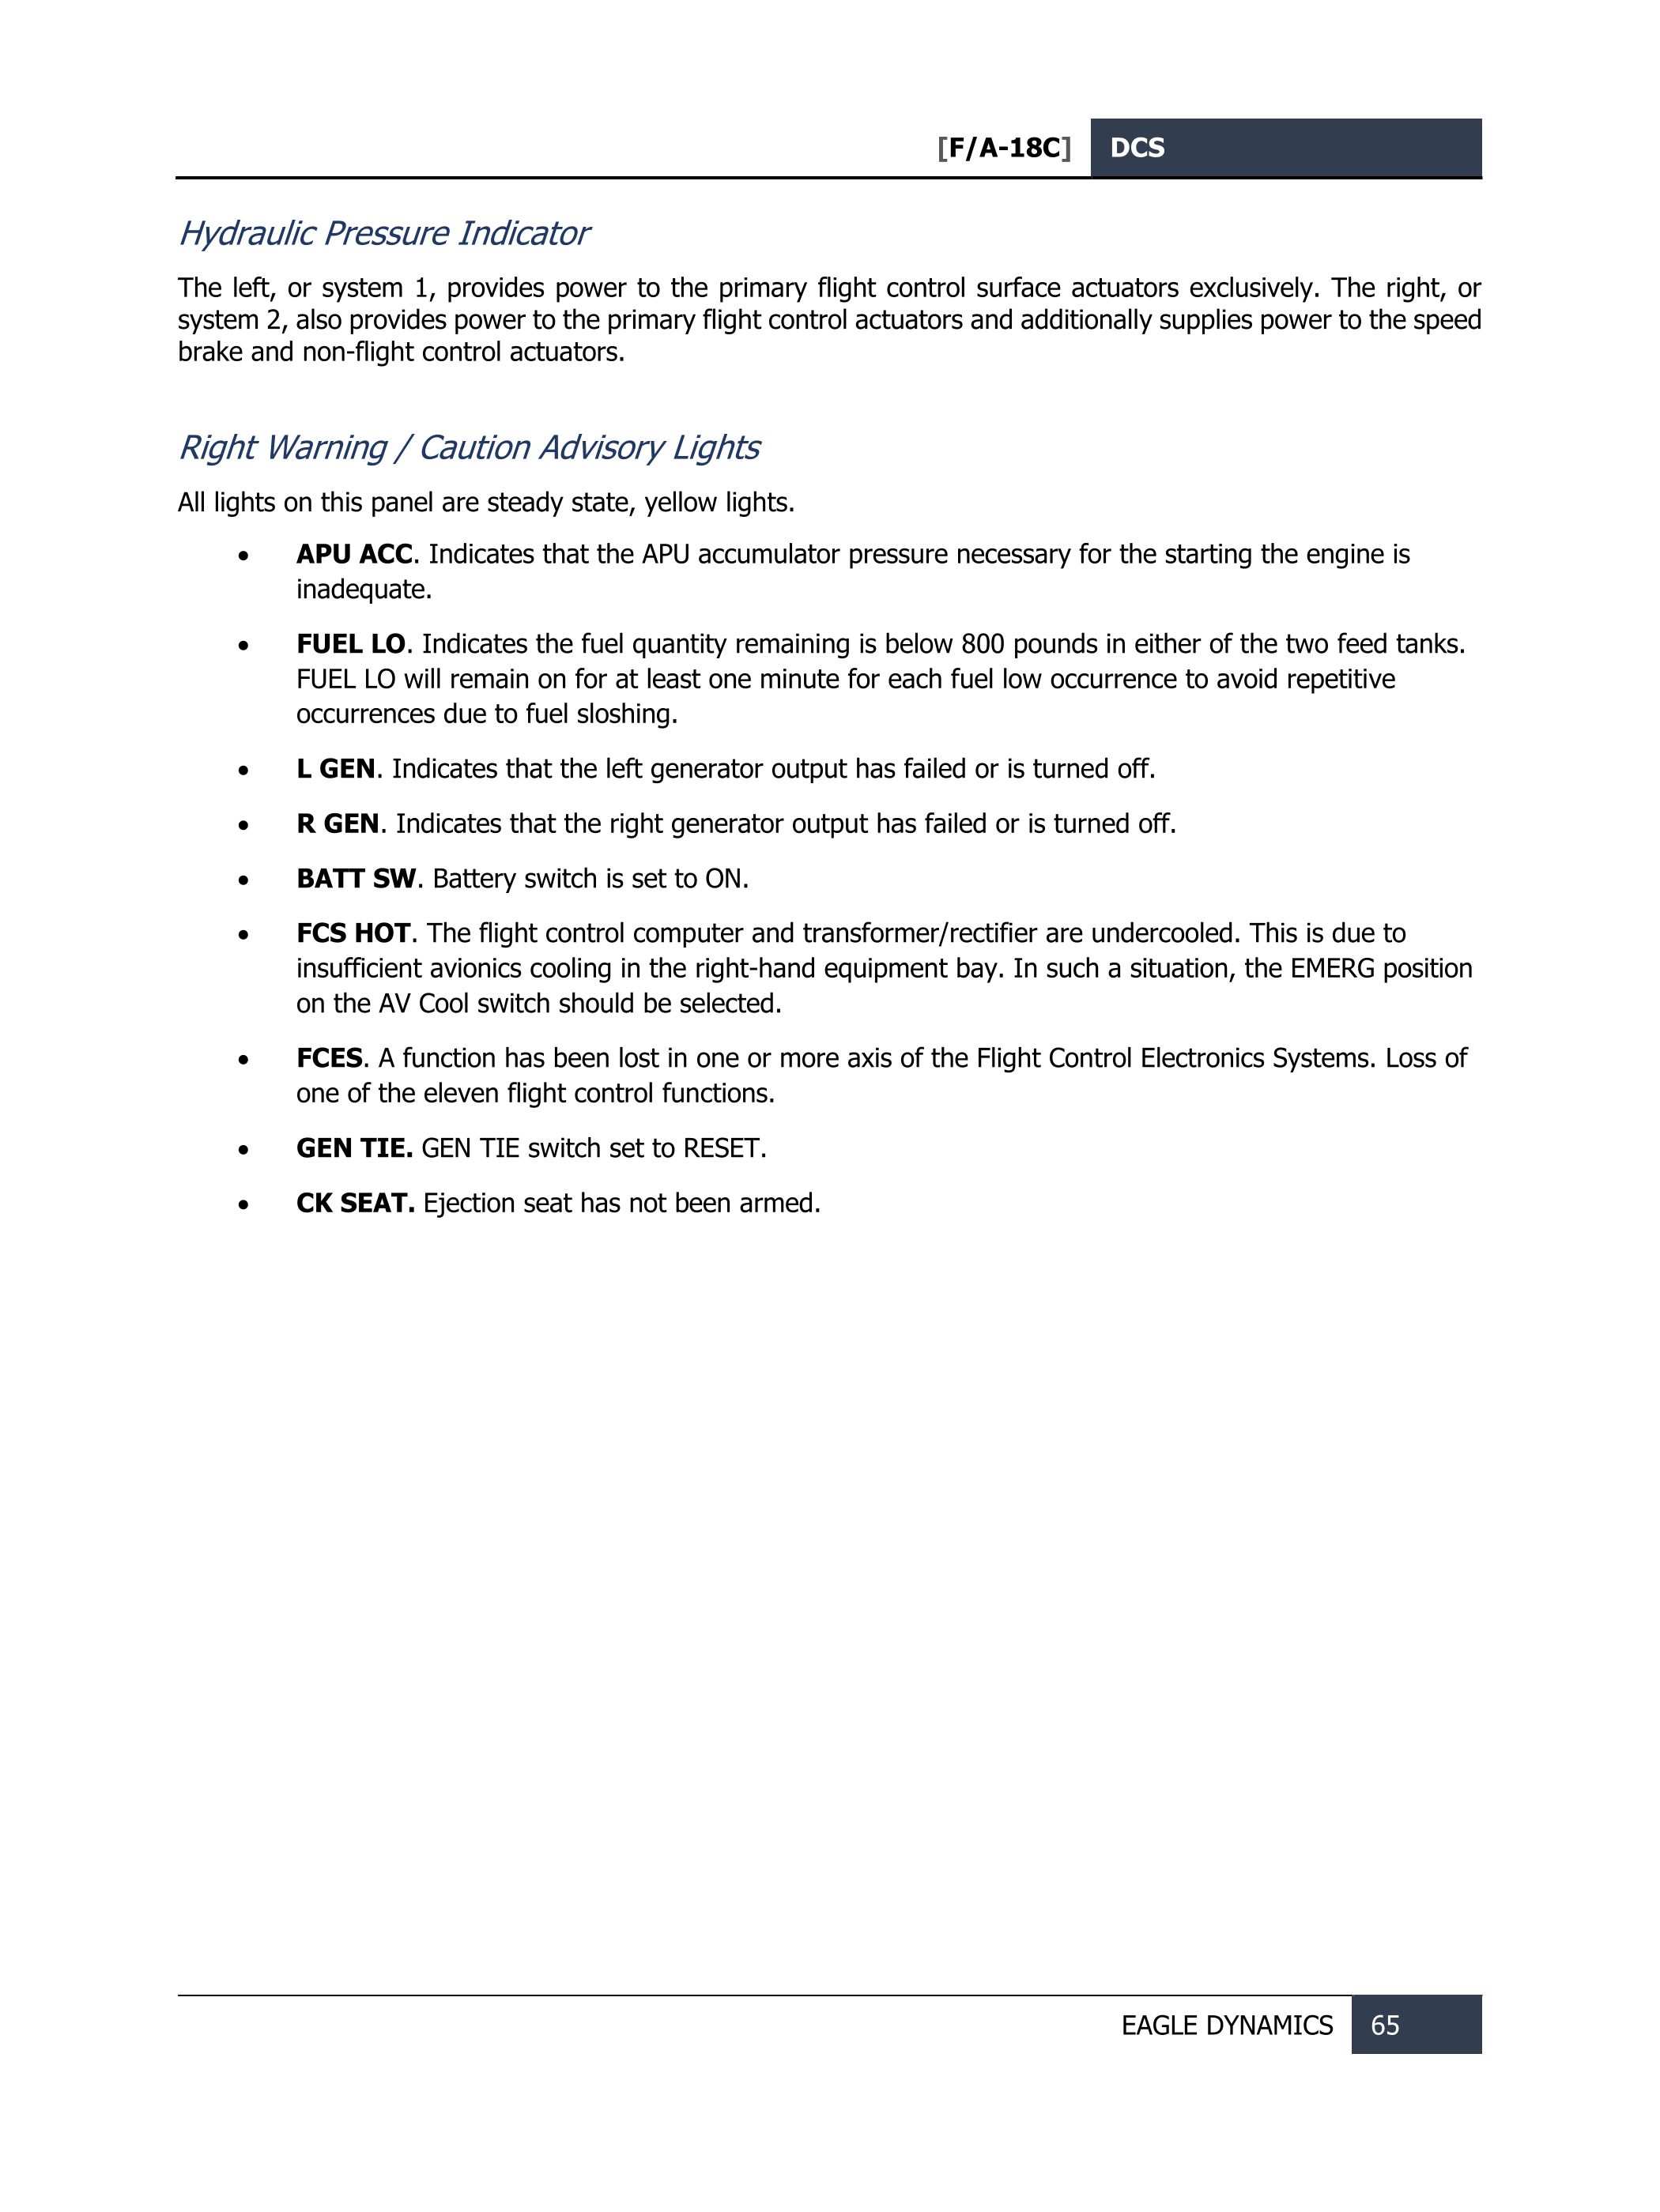 [F/A-18C] DCS
Hydraulic Pressure Indicator
The left, or system 1, provides power to the primary flight control surface actuators exclusively. The right, or
system 2, also provides power to the primary flight control actuators and additionally supplies power to the speed
brake and non-flight control actuators.
Right Warning / Caution Advisory Lights
All lights on this panel are steady state, yellow lights.
• APU ACC. Indicates that the APU accumulator pressure necessary for the starting the engine is
inadequate.
• FUEL LO. Indicates the fuel quantity remaining is below 800 pounds in either of the two feed tanks.
FUEL LO will remain on for at least one minute for each fuel low occurrence to avoid repetitive
occurrences due to fuel sloshing.
• L GEN. Indicates that the left generator output has failed or is turned off.
• R GEN. Indicates that the right generator output has failed or is turned off.
• BATT SW. Battery switch is set to ON.
• FCS HOT. The flight control computer and transformer/rectifier are undercooled. This is due to
insufficient avionics cooling in the right-hand equipment bay. In such a situation, the EMERG position
on the AV Cool switch should be selected.
• FCES. A function has been lost in one or more axis of the Flight Control Electronics Systems. Loss of
one of the eleven flight control functions.
• GEN TIE. GEN TIE switch set to RESET.
• CK SEAT. Ejection seat has not been armed.
EAGLE DYNAMICS 65